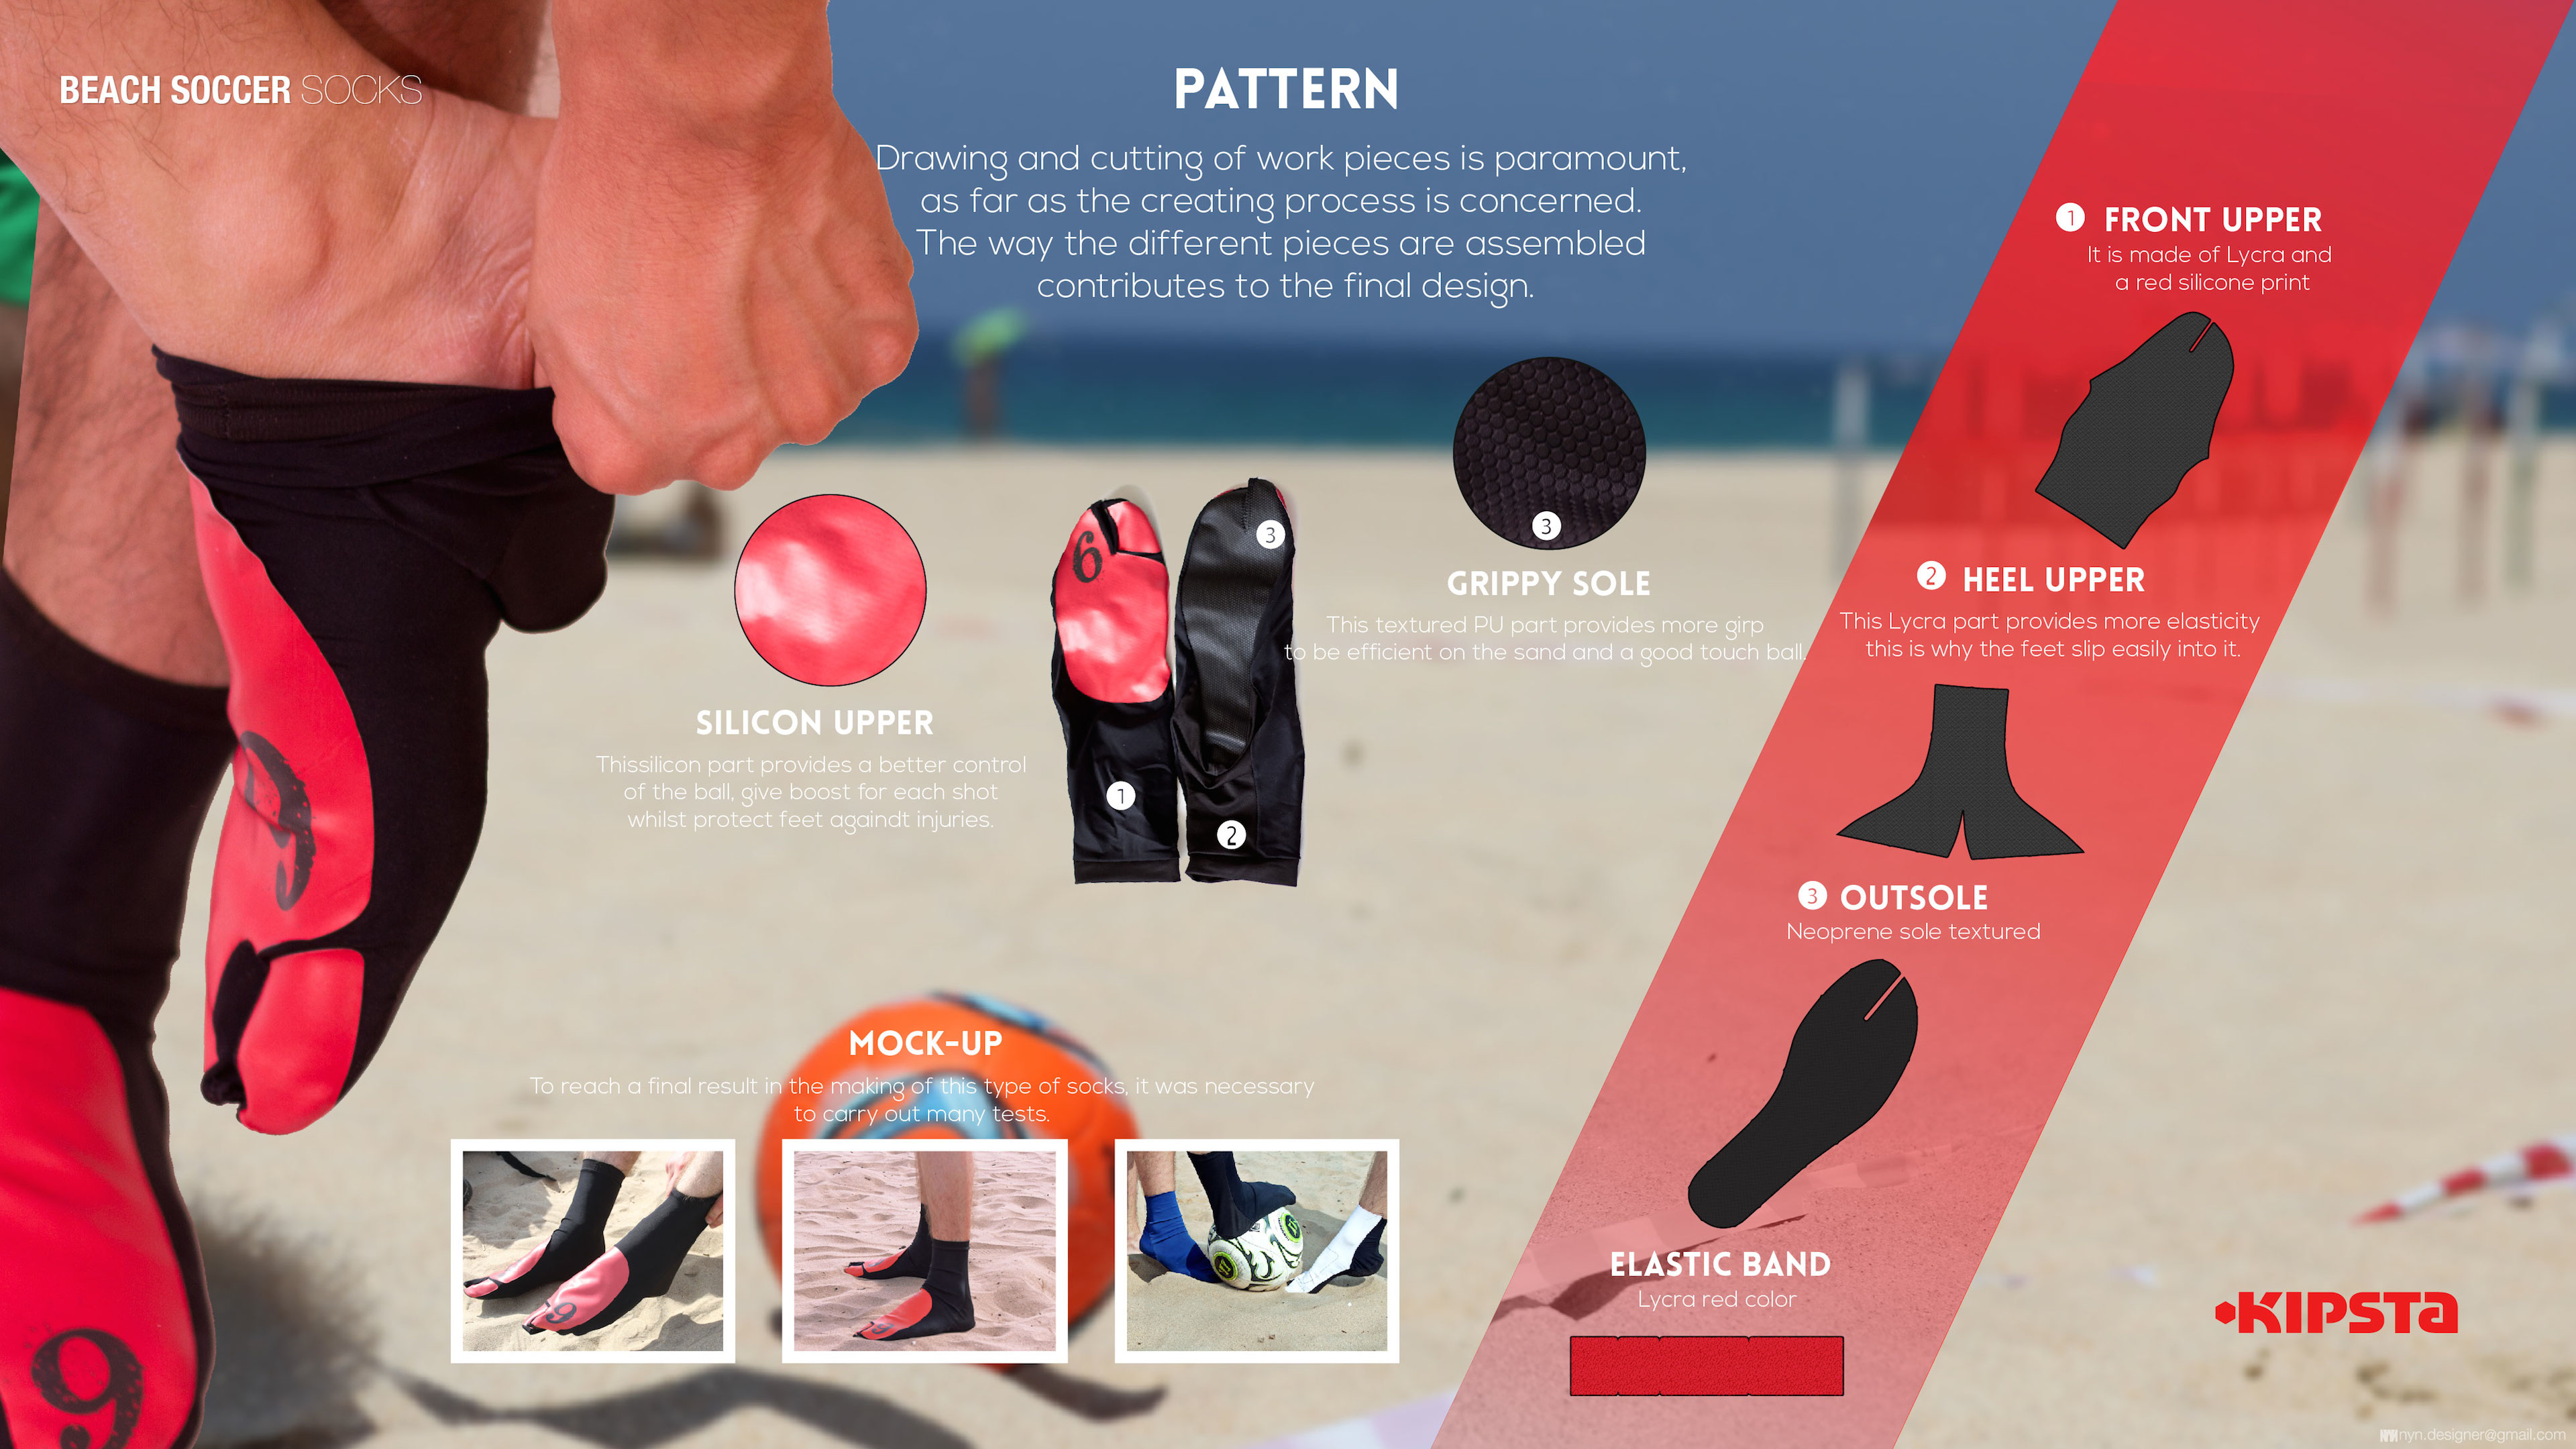 BEACH SOCCER SOCKS
PATTERN
Drawing and cutting of work pieces is paramount,
as far as the creating process is concerned.
The way the different pieces are assembled
contributes to the final design.
1 FRONT UPPER
It is made of Lycra and
a red silicone print
3
GRIPPY SOLE
This textured PU part provides more girp
to be efficient on the sand and a good touch ball.
6
3
1
2
SILICON UPPER
Thissilicon part provides a better control
of the ball, give boost for each shot
whilst protect feet againdt injuries.
2 HEEL UPPER
This Lycra part provides more elasticity
this is why the feet slip easily into it.
3 OUTSOLE
Neoprene sole textured
MOCK-UP
To reach a final result in the making of this type of socks, it was necessary
to carry out many tests.
ELASTIC BAND
Lycra red color
KIPSTA
nyn.designer@gmail.com